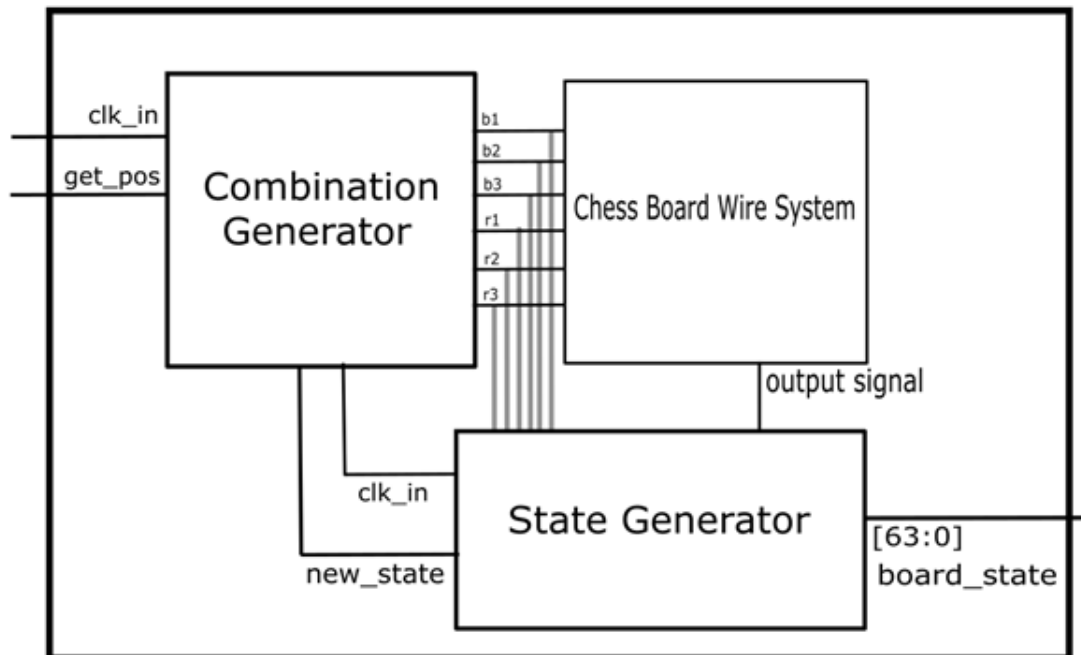 clk_in
get_pos
Combination
Generator
b1
b2
b3
r1
r2
r3
Chess Board Wire System
output signal
clk_in
new_state
State Generator
[63:0]
board_state